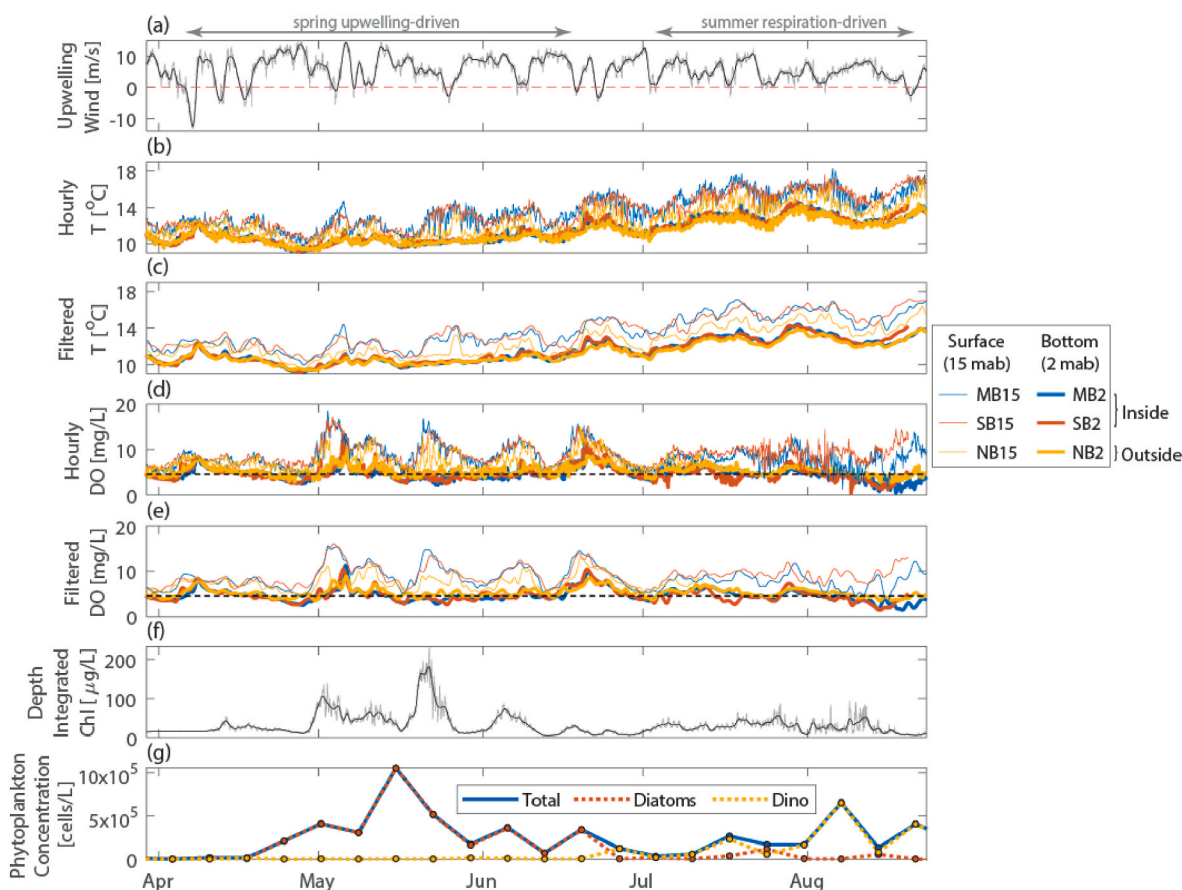 spring upwelling-driven
summer respiration-driven
(a)
Upwelling
Wind [m/s]
10
0
-10
(b)
Hourly
T [°C]
18
14
10
(c)
Filtered
T [°C]
18
14
10
(d)
Hourly
DO [mg/L]
20
10
0
(e)
Filtered
DO [mg/L]
20
10
0
(f)
Depth
Integrated
Chl [ μg/L]
200
100
0
(g)
Phytoplankton
Concentration
[cells/L]
10x10⁵
5x10⁵
0
Total
Diatoms
Dino
Apr
May
Jun
Jul
Aug
Surface
(15 mab)
Bottom
(2 mab)
MB15
MB2
SB15
SB2
Inside
NB15
NB2
Outside